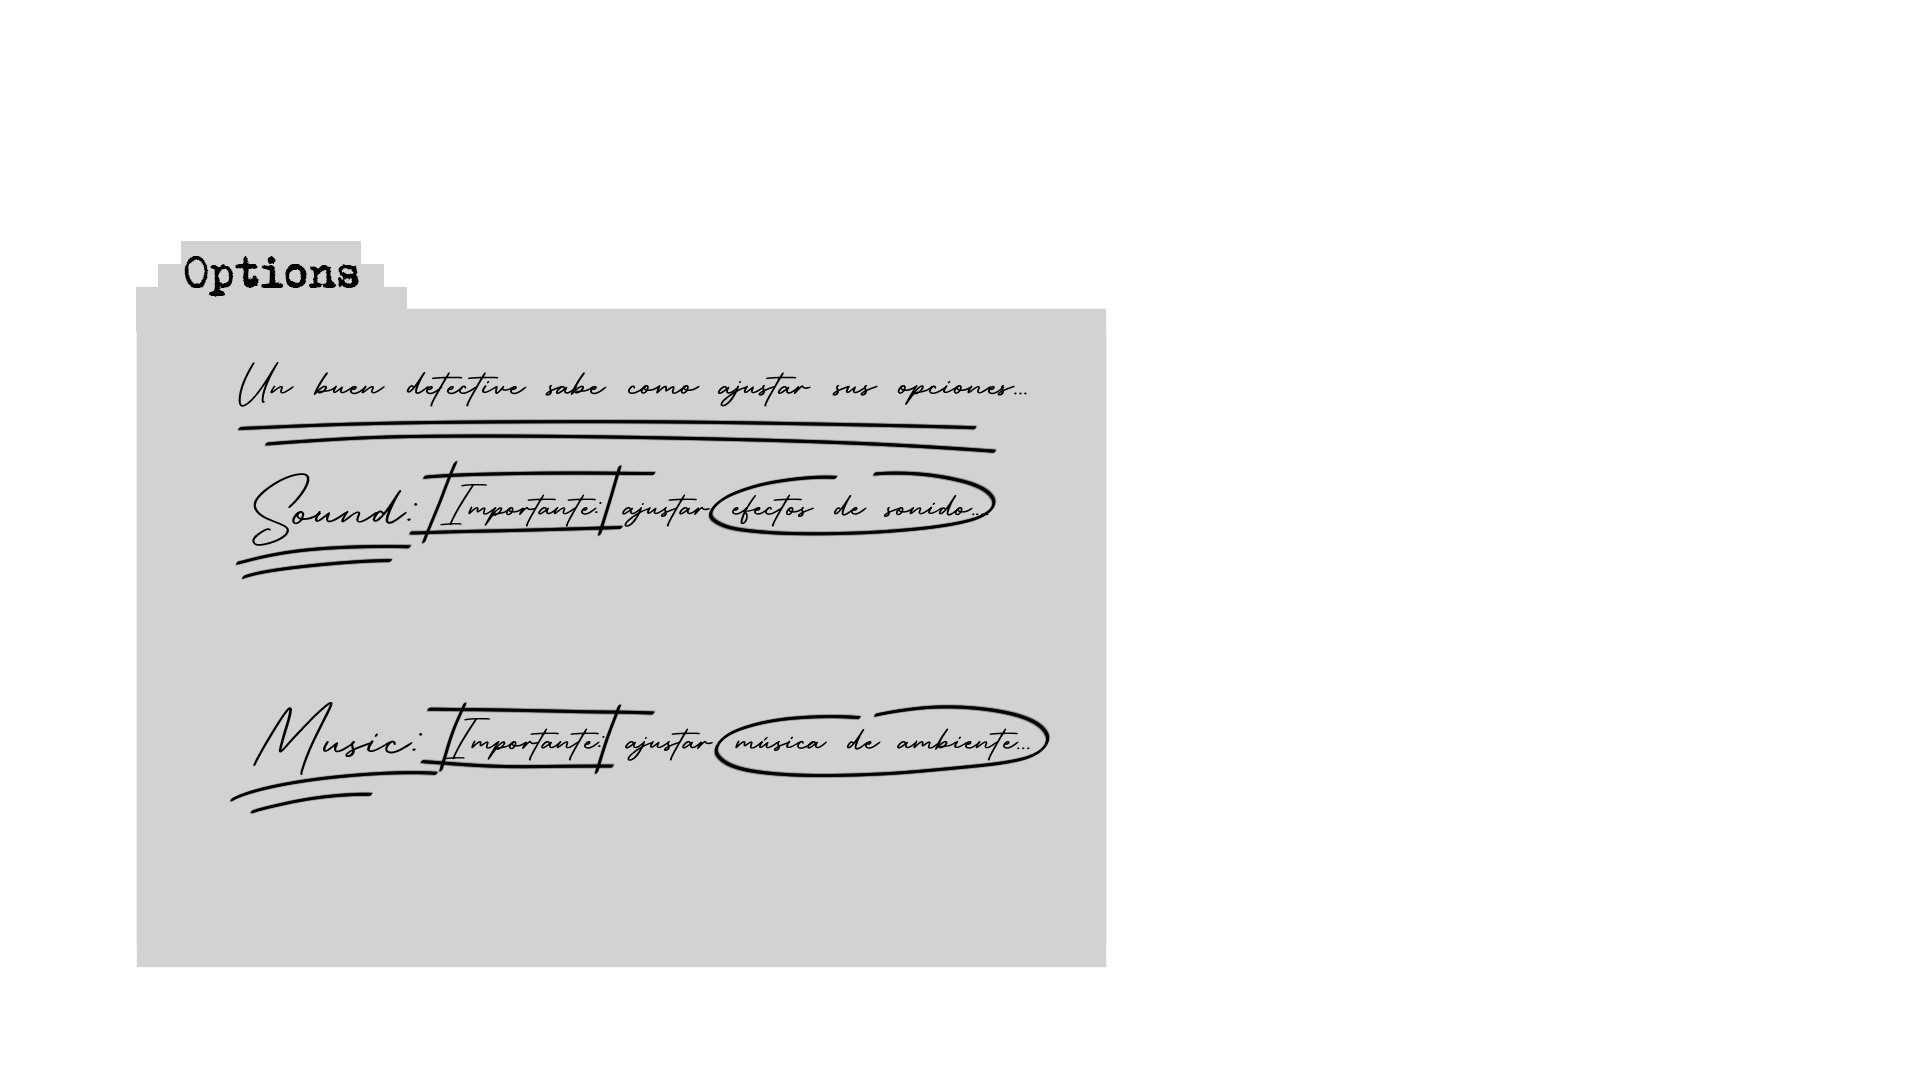 Options
Un buen detective sabe como ajustar sus opciones...
Sound: Importante: ajustar efectos de sonido...
Music: Importante: ajustar música de ambiente...